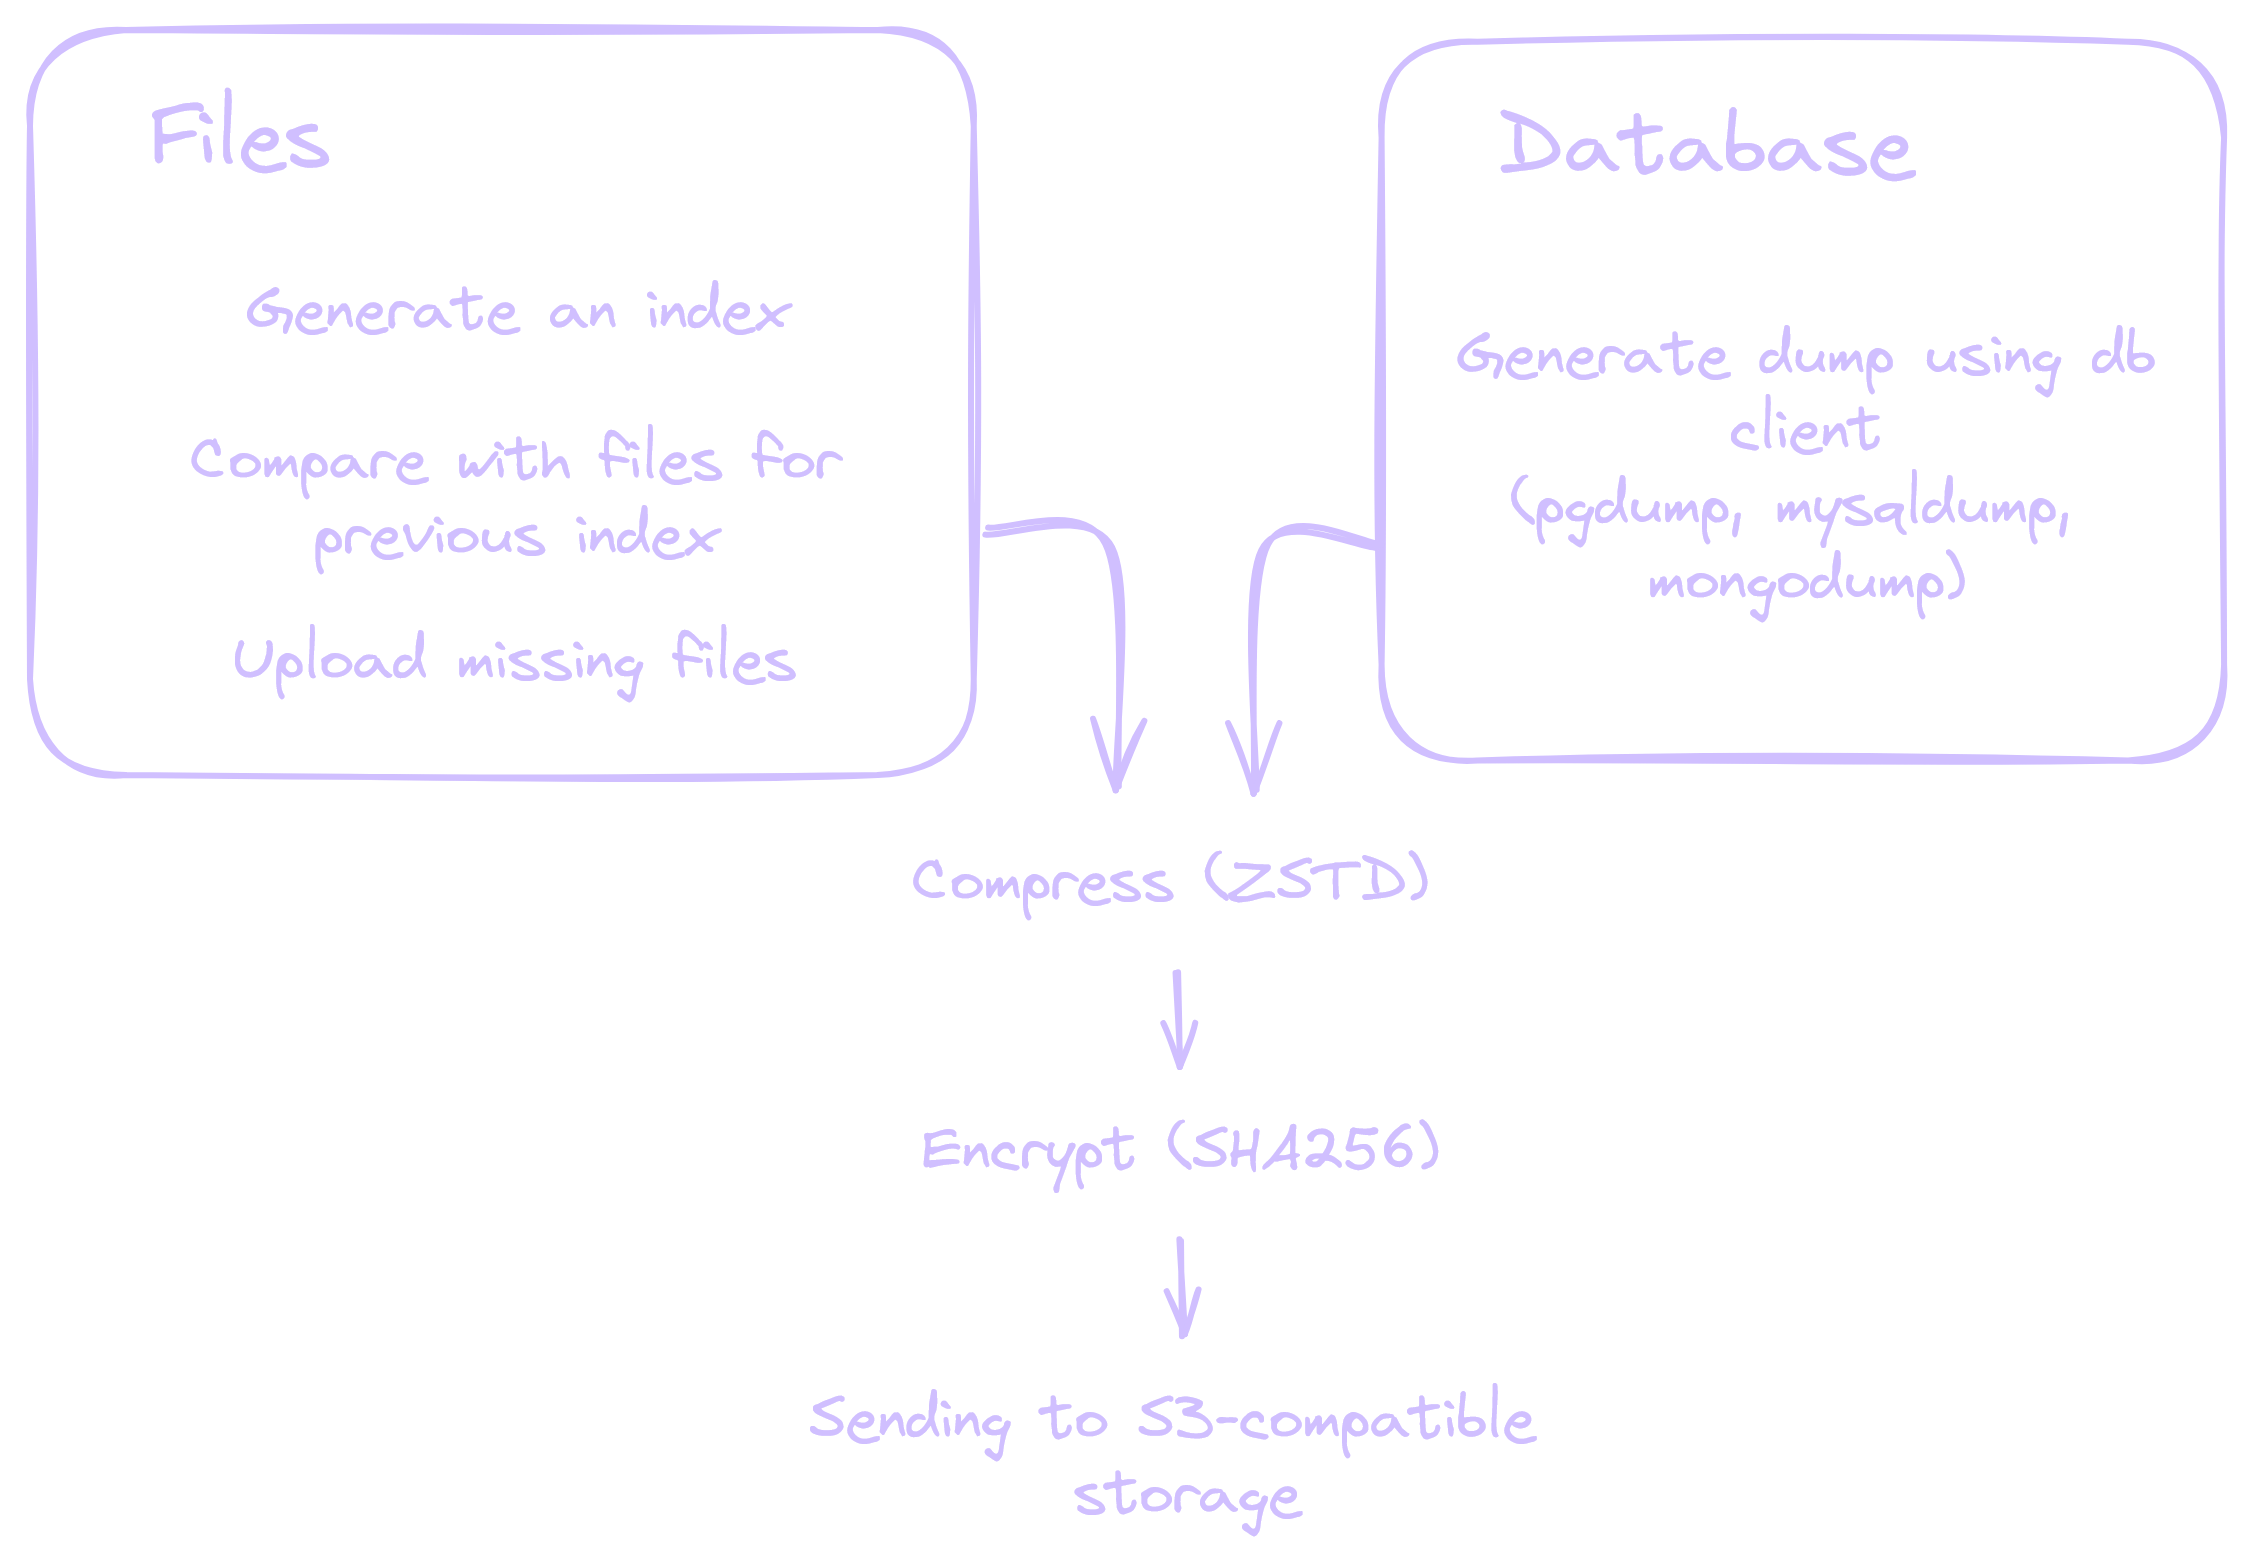 Files
Generate an index
Compare with files for
previous index
Upload missing files
Database
Generate dump using db
client
(pgdump, mysqldump,
mongodump)
Compress (ZSTD)
Encrypt (SHA256)
Sending to S3-compatible
storage